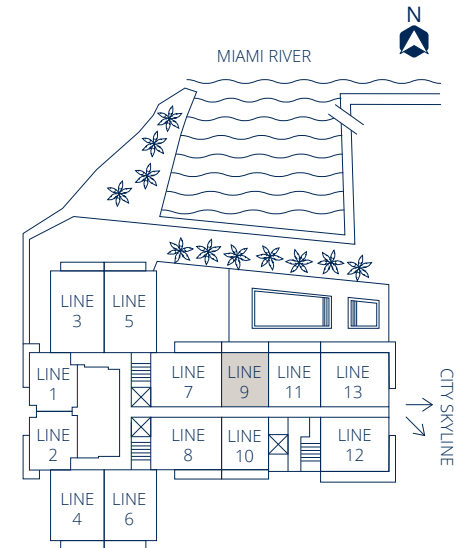 N
MIAMI RIVER
LINE
3
LINE
5
LINE
1
LINE
7
LINE
9
LINE
11
LINE
13
CITY SKYLINE
LINE
2
LINE
8
LINE
10
LINE
12
LINE
4
LINE
6